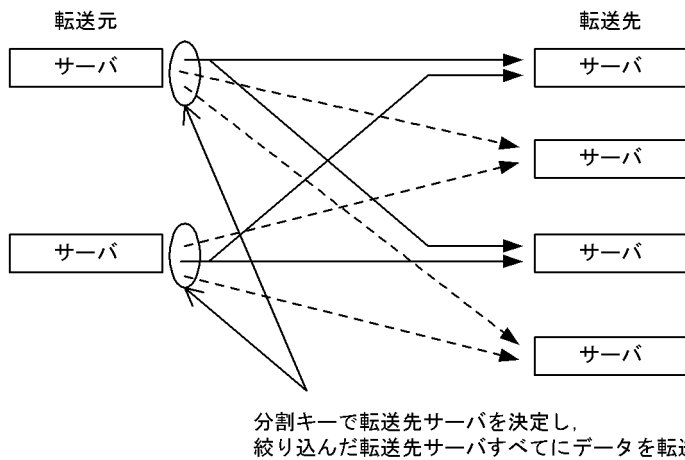 転送元
転送先
サーバ
サーバ
サーバ
サーバ
サーバ
サーバ
分割キーで転送先サーバを決定し,
絞り込んだ転送先サーバすべてにデータを転送